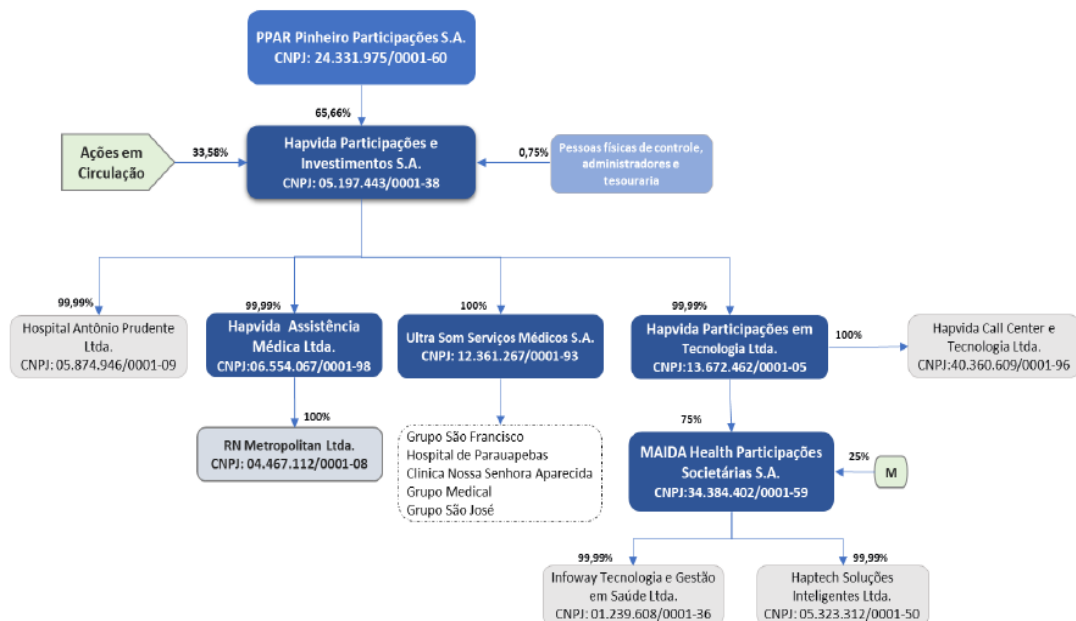 PPAR Pinheiro Participações S.A.
CNPJ: 24.331.975/0001-60
65,66%
Ações em
Circulação
33,58%
Hapvida Participações e
Investimentos S.A.
CNPJ: 05.197.443/0001-38
0,75%
Pessoas físicas de controle,
administradores e
tesouraria
99,99%
Hospital Antônio Prudente
Ltda.
CNPJ: 05.874.946/0001-09
99,99%
Hapvida Assistência
Médica Ltda.
CNPJ:06.554.067/0001-98
100%
RN Metropolitan Ltda.
CNPJ: 04.467.112/0001-08
100%
Ultra Som Serviços Médicos S.A.
CNPJ: 12.361.267/0001-93
Grupo São Francisco
Hospital de Parauapebas
Clinica Nossa Senhora Aparecida
Grupo Medical
Grupo São José
99,99%
Hapvida Participações em
Tecnologia Ltda.
CNPJ:13.672.462/0001-05
100%
Hapvida Call Center e
Tecnologia Ltda.
CNPJ:40.360.609/0001-96
75%
MAIDA Health Participações
Societárias S.A.
CNPJ:34.384.402/0001-59
25%
M
99,99%
Infoway Tecnologia e Gestão
em Saúde Ltda.
CNPJ: 01.239.608/0001-36
99,99%
Haptech Soluções
Inteligentes Ltda.
CNPJ: 05.323.312/0001-50